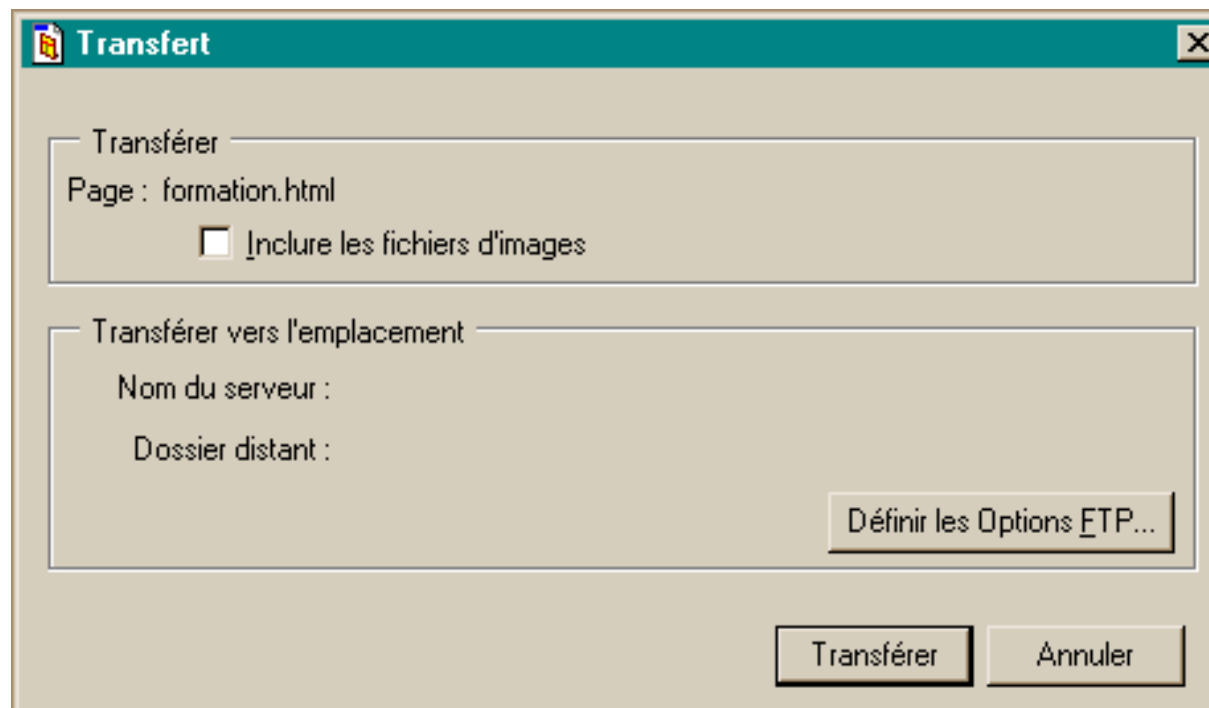 Transfert
Transférer
Page : formation.html
Inclure les fichiers d'images
Transférer vers l'emplacement
Nom du serveur :
Dossier distant :
Définir les Options FTP...
Transférer Annuler